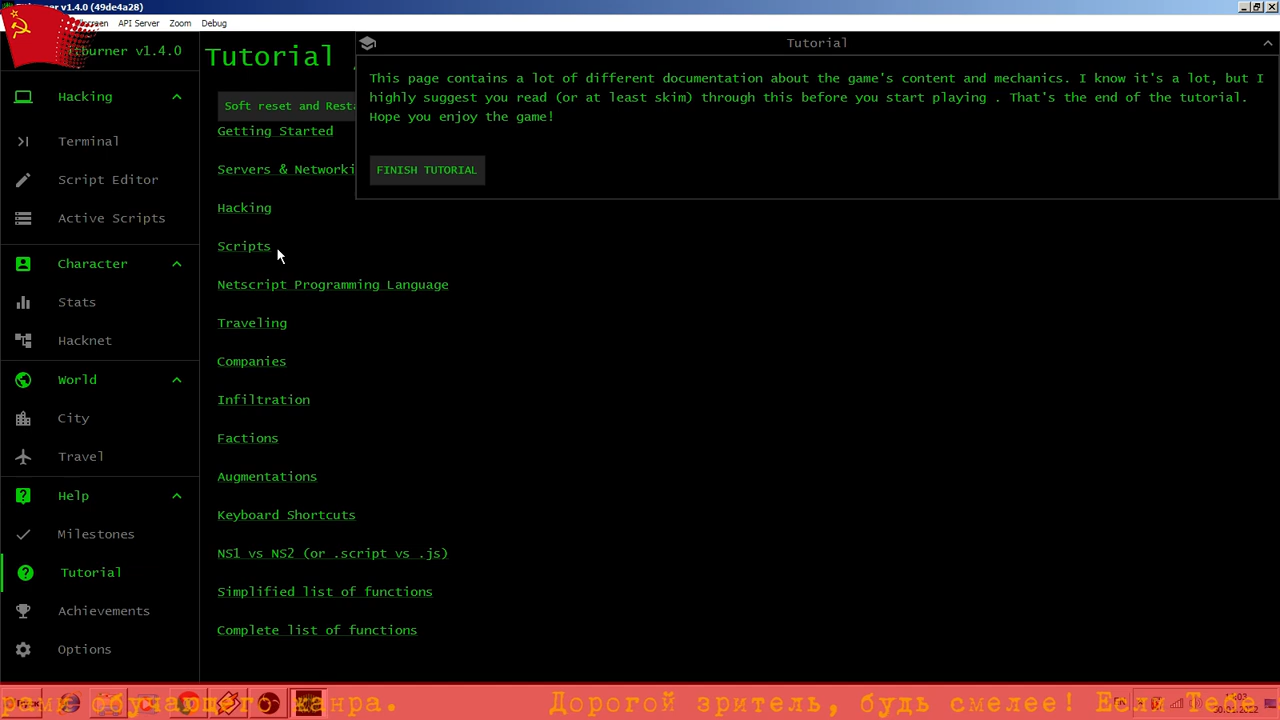 v1.4.0 (49de4a28)
API Server
Zoom
Debug
v1.4.0
Hacking
Terminal
Script Editor
Active Scripts
Character
Stats
Hacknet
World
City
Travel
Help
Milestones
Tutorial
Achievements
Options
Tutorial
Soft reset and Resta
Getting Started
Servers & Networki
Hacking
Scripts
Netscript Programming Language
Traveling
Companies
Infiltration
Factions
Augmentations
Keyboard Shortcuts
NS1 vs NS2 (or .script vs .js)
Simplified list of functions
Complete list of functions
Tutorial
This page contains a lot of different documentation about the game's content and mechanics. I know it's a lot, but I
highly suggest you read (or at least skim) through this before you start playing . That's the end of the tutorial.
Hope you enjoy the game!
FINISH TUTORIAL
обучающего жанра. Дорогой зритель, будь смелее! Если Тебе